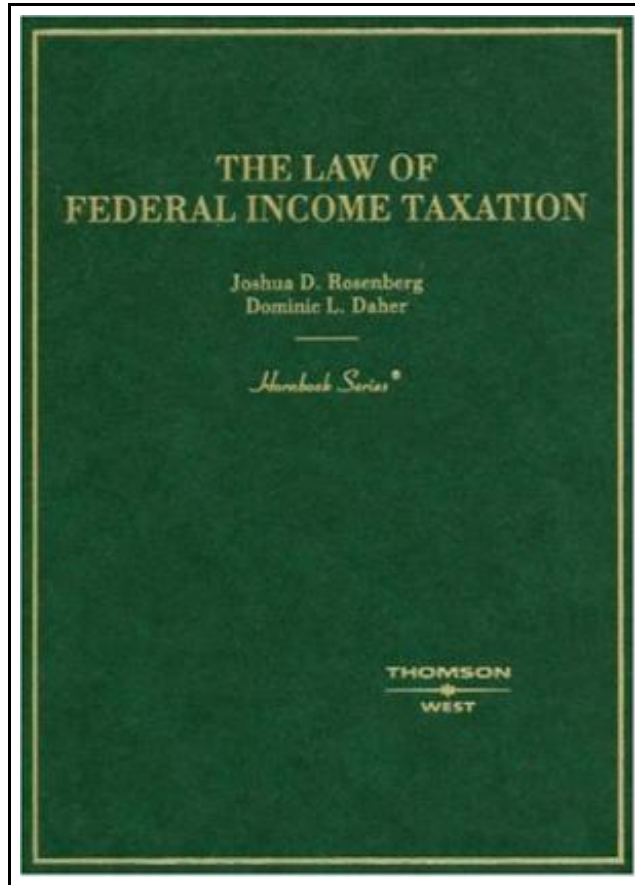 THE LAW OF
FEDERAL INCOME TAXATION
Joshua D. Rosenberg
Dominic L. Daher
Hornbook Series®
THOMSON
WEST